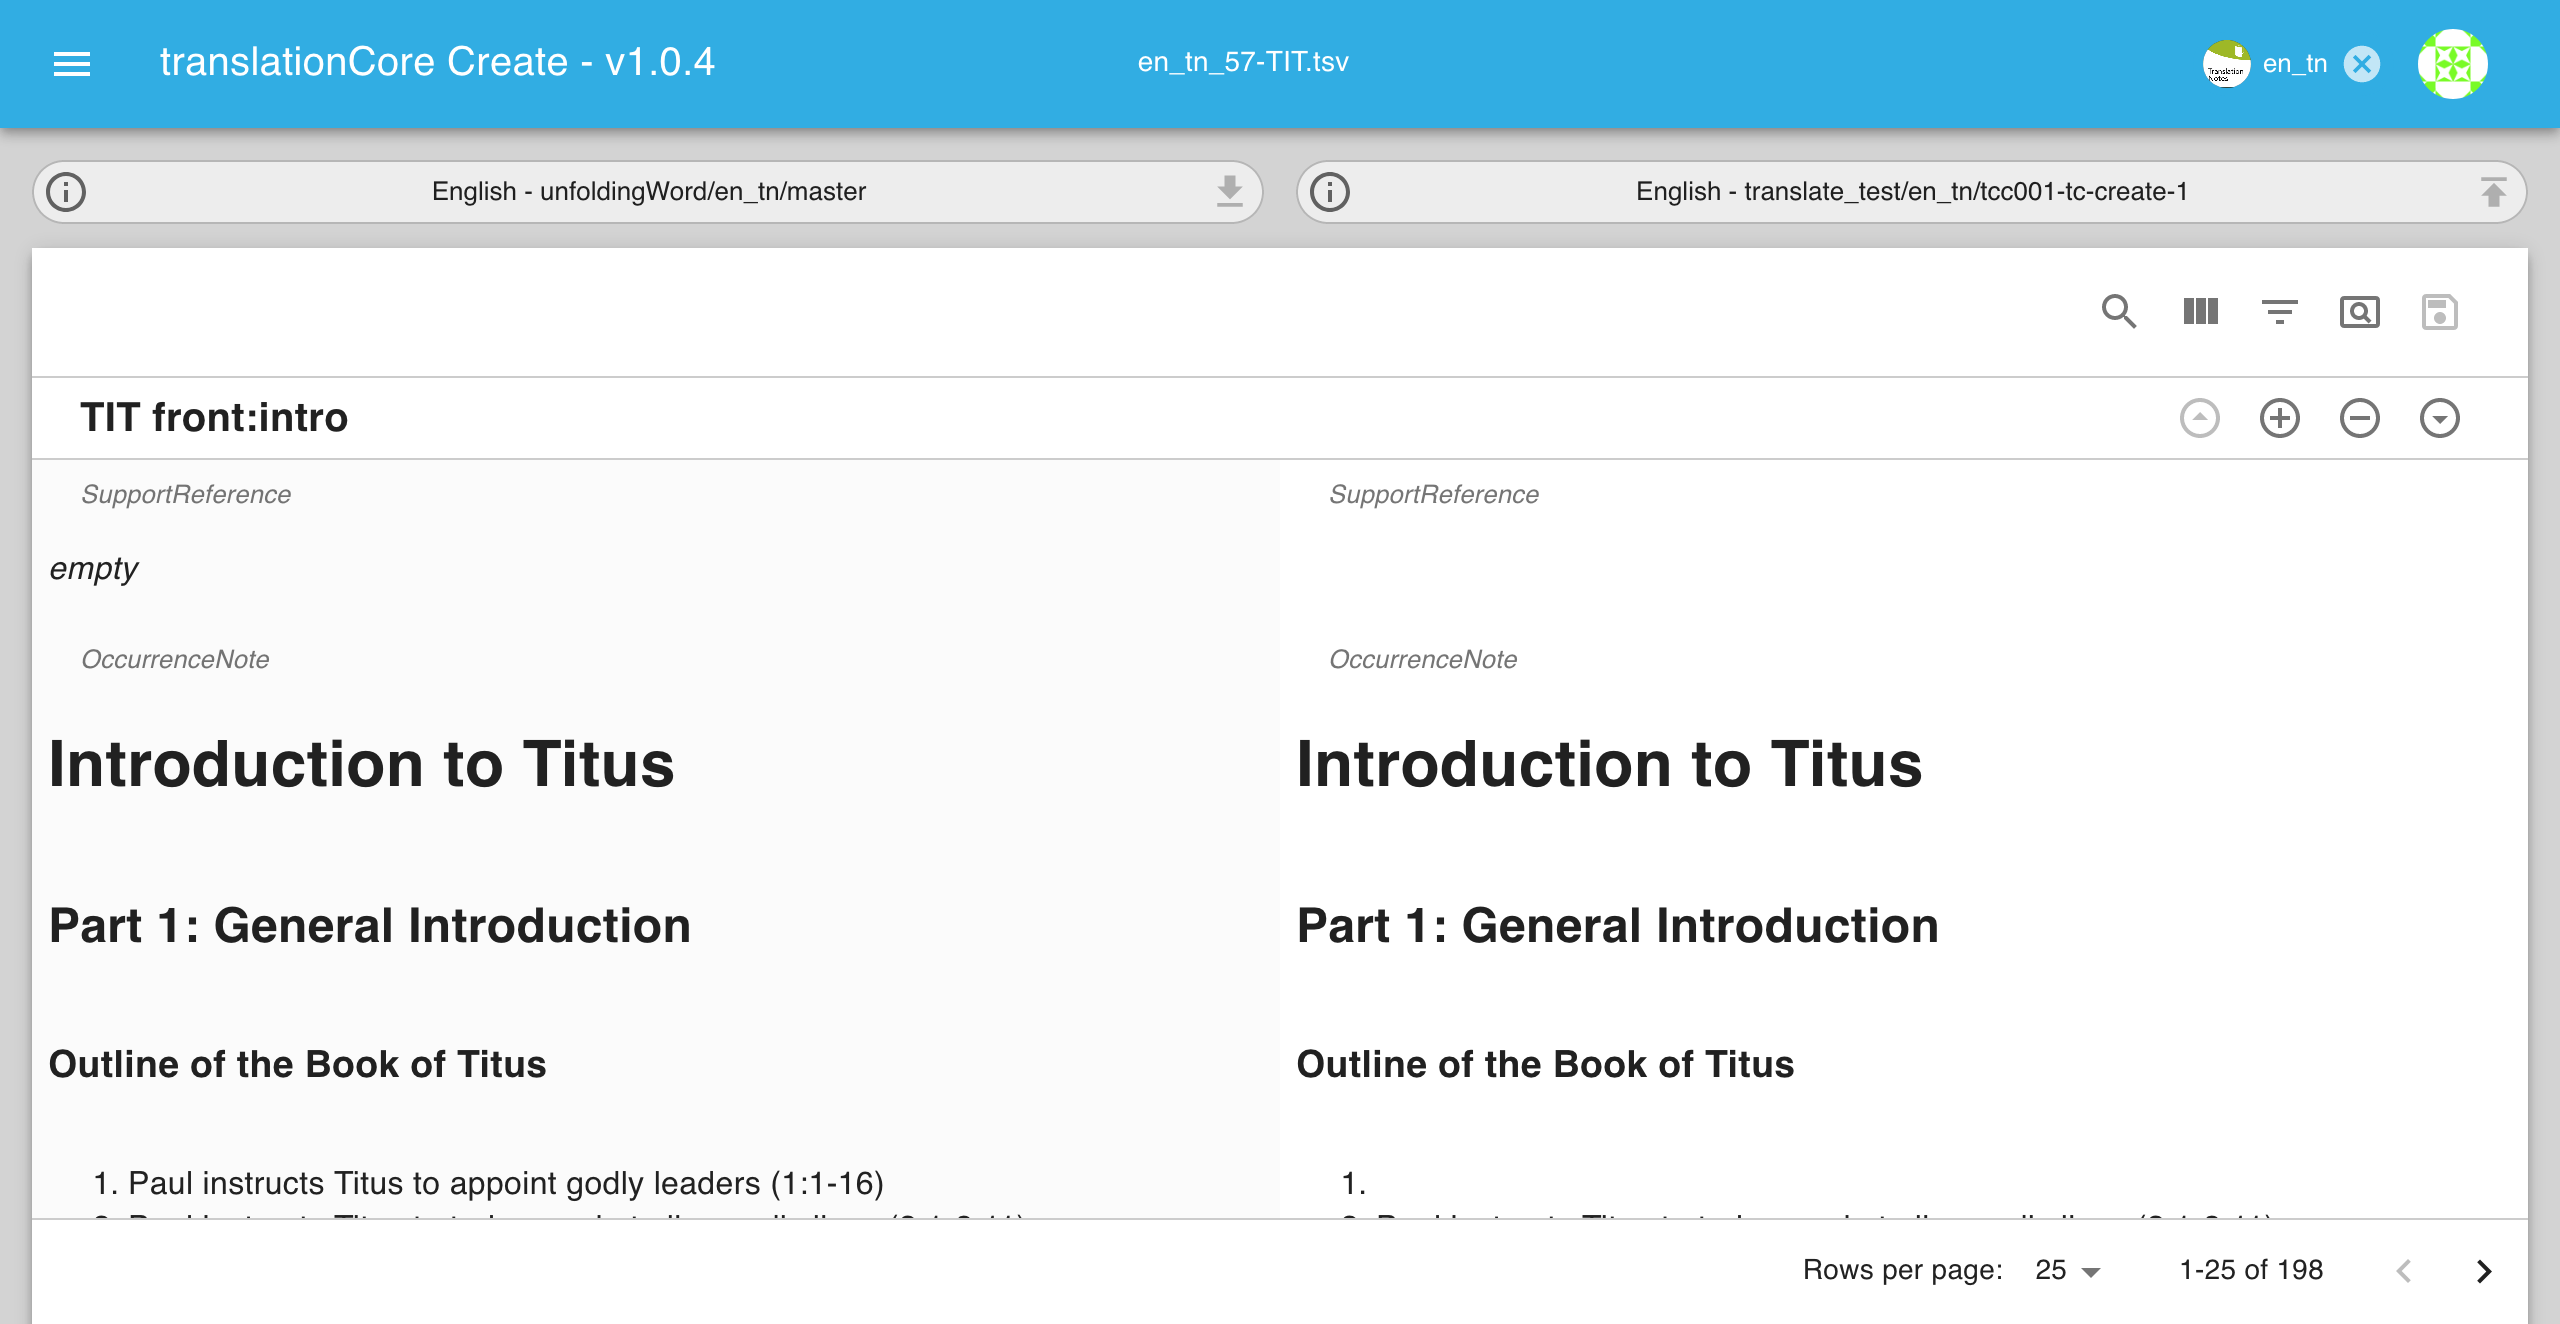 translationCore Create - v1.0.4
en_tn_57-TIT.tsv
Translation
Notes
en_tn
English - unfoldingWord/en_tn/master
English - translate_test/en_tn/tcc001-tc-create-1
TIT front:intro
SupportReference
empty
OccurrenceNote
Introduction to Titus
Part 1: General Introduction
Outline of the Book of Titus
1. Paul instructs Titus to appoint godly leaders (1:1-16)
SupportReference
OccurrenceNote
Introduction to Titus
Part 1: General Introduction
Outline of the Book of Titus
1.
Rows per page: 25 1-25 of 198